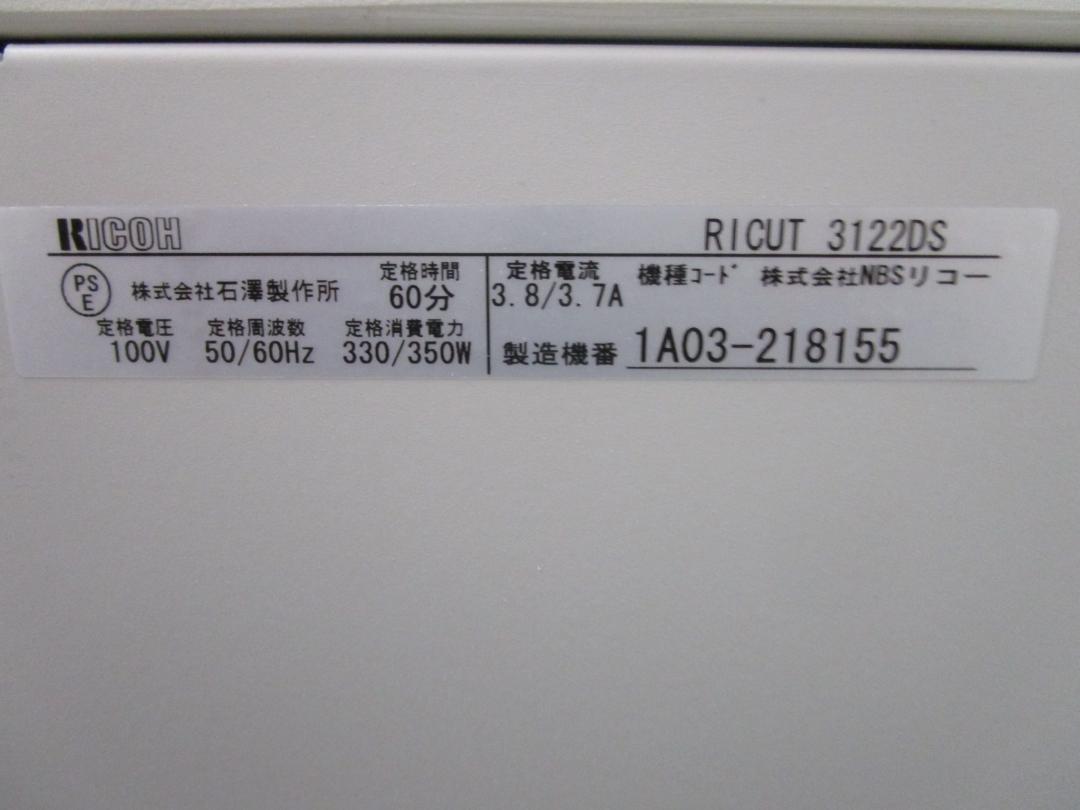 RICOH RICUT 3122DS
PSE 株式会社石澤製作所 定格時間 60分 定格電流 3.8/3.7A 機種コード 株式会社NBSリコー
定格電圧 100V 定格周波数 50/60Hz 定格消費電力 330/350W 製造機番 1A03-218155